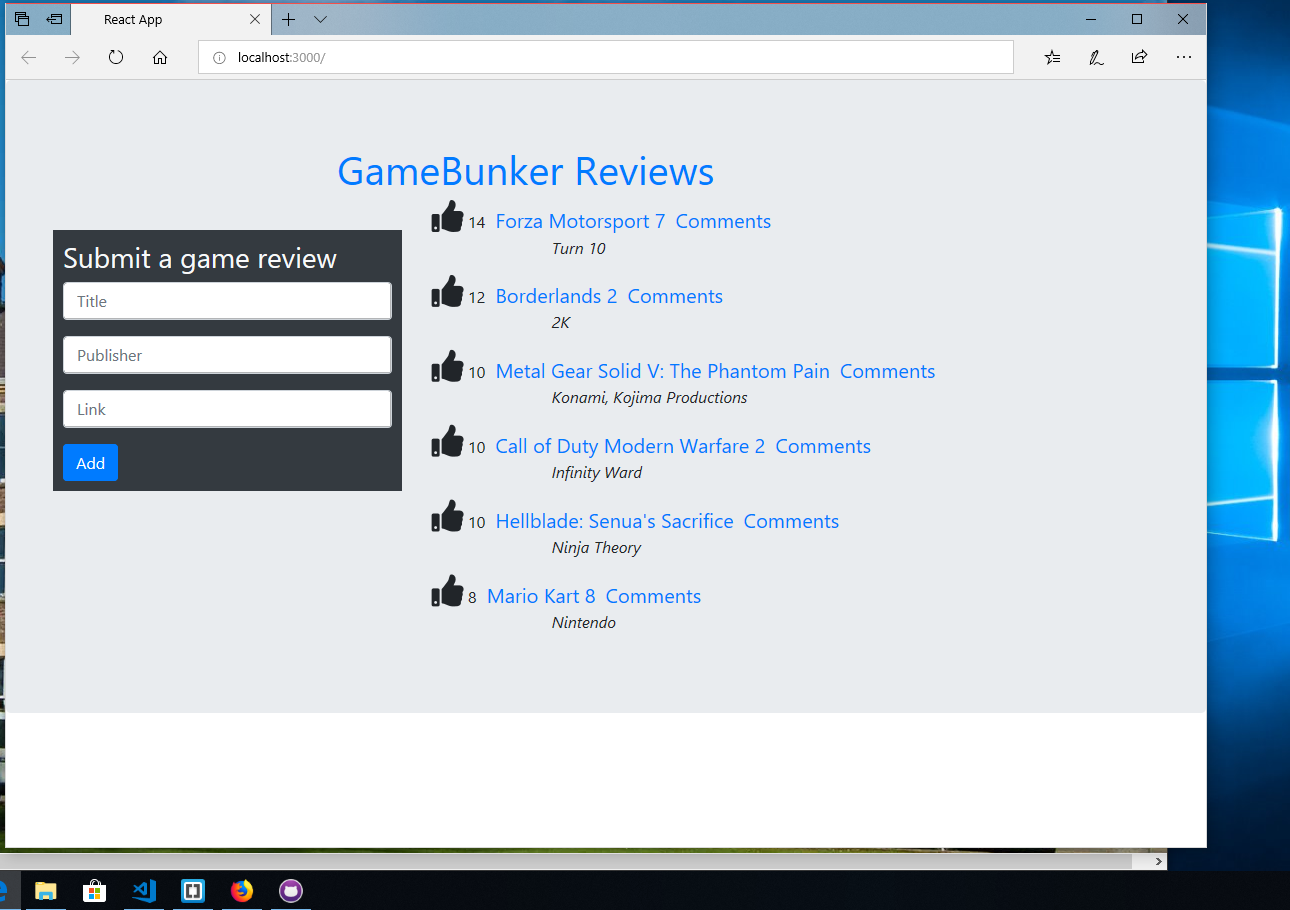 React App
localhost:3000/
GameBunker Reviews
Submit a game review
Title
Publisher
Link
Add
14 Forza Motorsport 7 Comments
Turn 10
12 Borderlands 2 Comments
2K
10 Metal Gear Solid V: The Phantom Pain Comments
Konami, Kojima Productions
10 Call of Duty Modern Warfare 2 Comments
Infinity Ward
10 Hellblade: Senua's Sacrifice Comments
Ninja Theory
8 Mario Kart 8 Comments
Nintendo